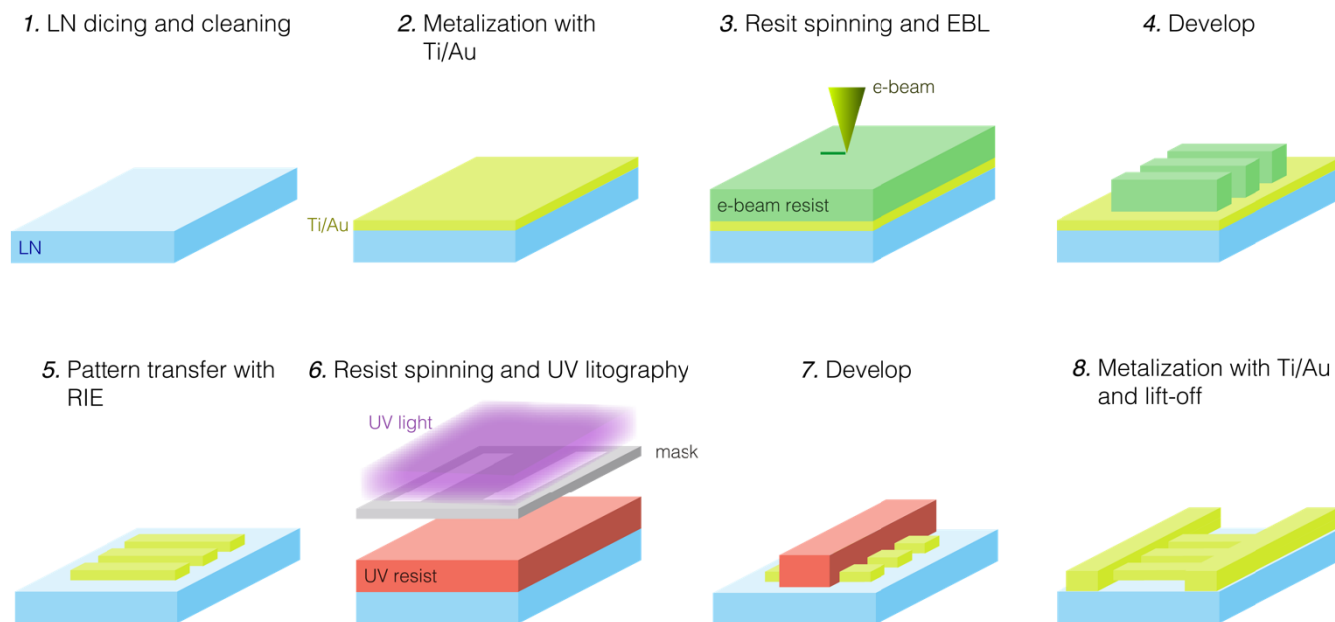 1. LN dicing and cleaning
2. Metalization with
Ti/Au
3. Resit spinning and EBL
4. Develop
e-beam
LN
Ti/Au
e-beam resist
5. Pattern transfer with
RIE
6. Resist spinning and UV litography
7. Develop
8. Metalization with Ti/Au
and lift-off
UV light
mask
UV resist